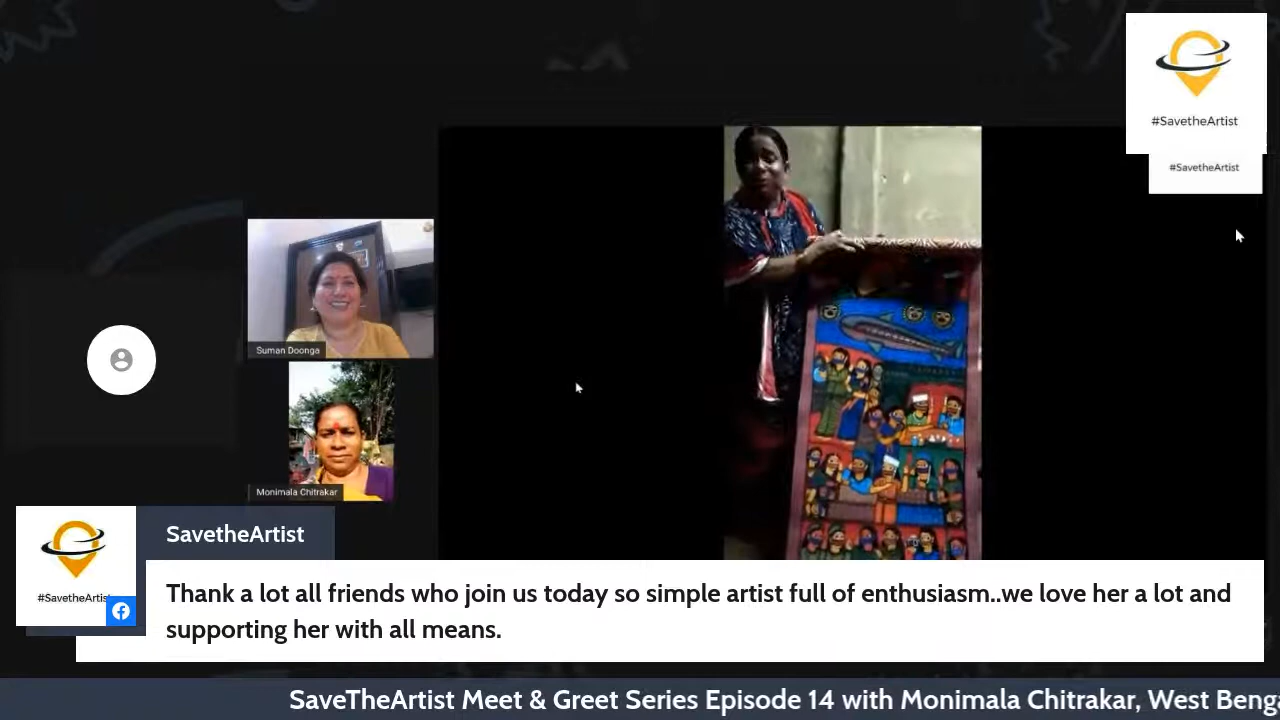 #SavetheArtist
#SavetheArtist
Suman Doonga
Monimala Chitrakar
SavetheArtist
#SavetheArtist
Thank a lot all friends who join us today so simple artist full of enthusiasm..we love her a lot and
supporting her with all means.
SaveTheArtist Meet & Greet Series Episode 14 with Monimala Chitrakar, West Benga